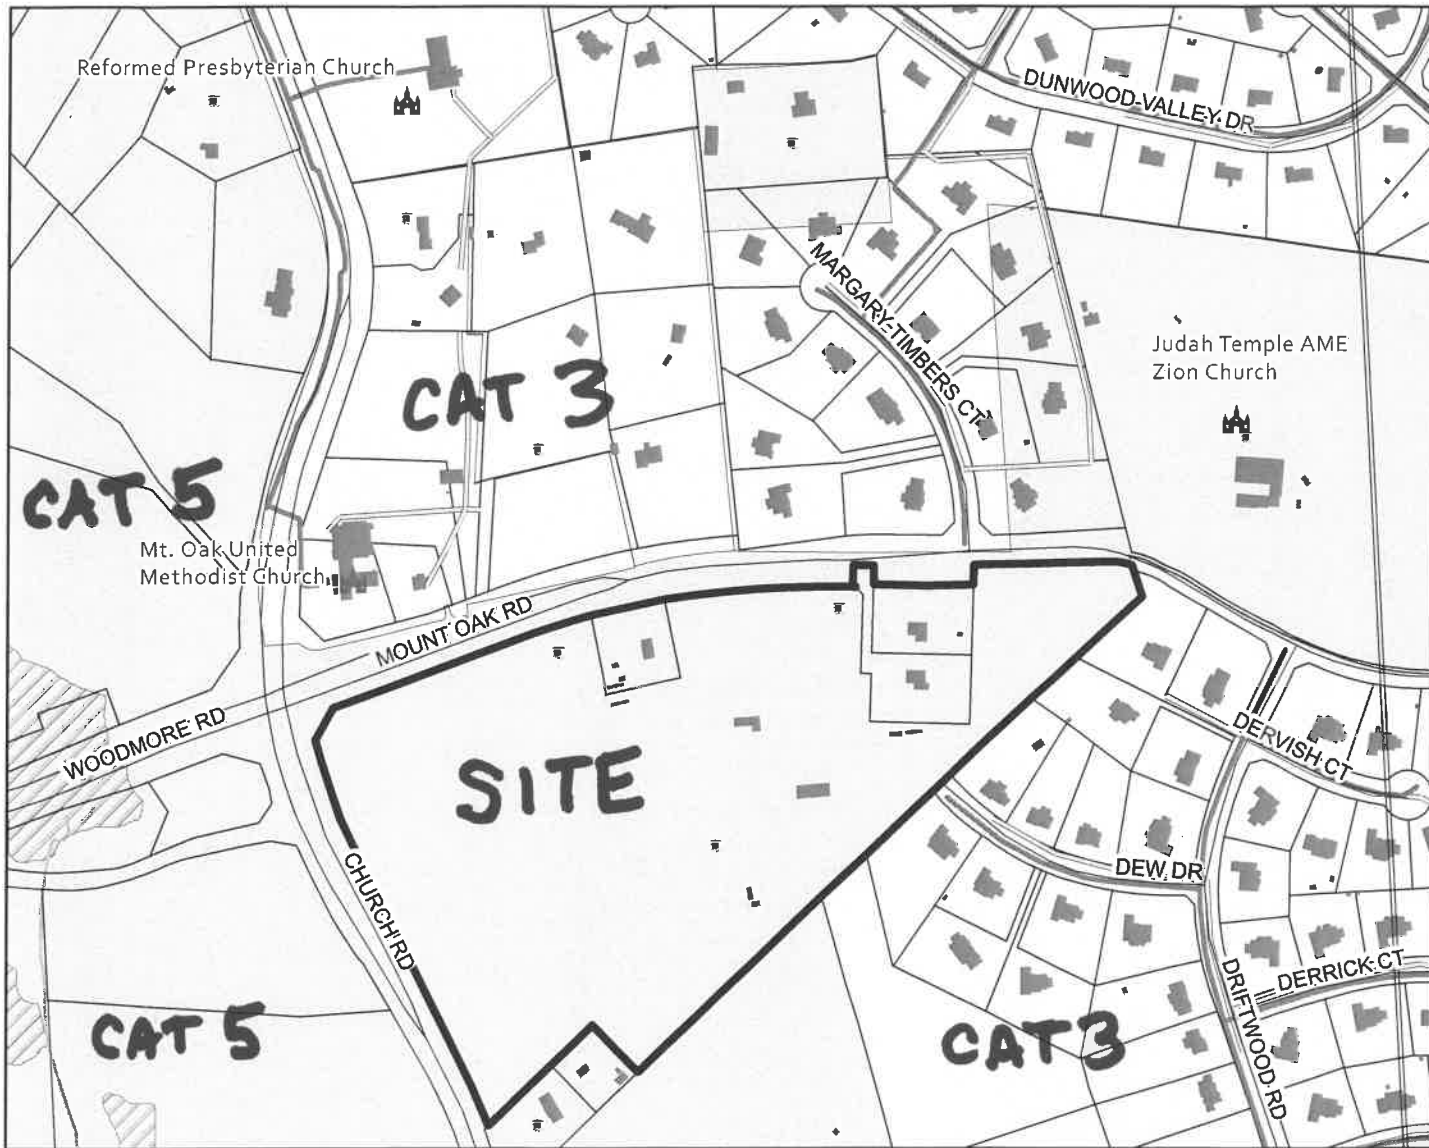 Reformed Presbyterian Church
DUNWOOD VALLEY DR
MARGARY TIMBERS CT
Judah Temple AME
Zion Church
CAT 3
CAT 5
Mt. Oak United
Methodist Church
MOUNT OAK RD
WOODMORE RD
SITE
DERVISH CT
DEW DR
CHURCH RD
DERRICK CT
DRIFTWOOD RD
CAT 5
CAT 3